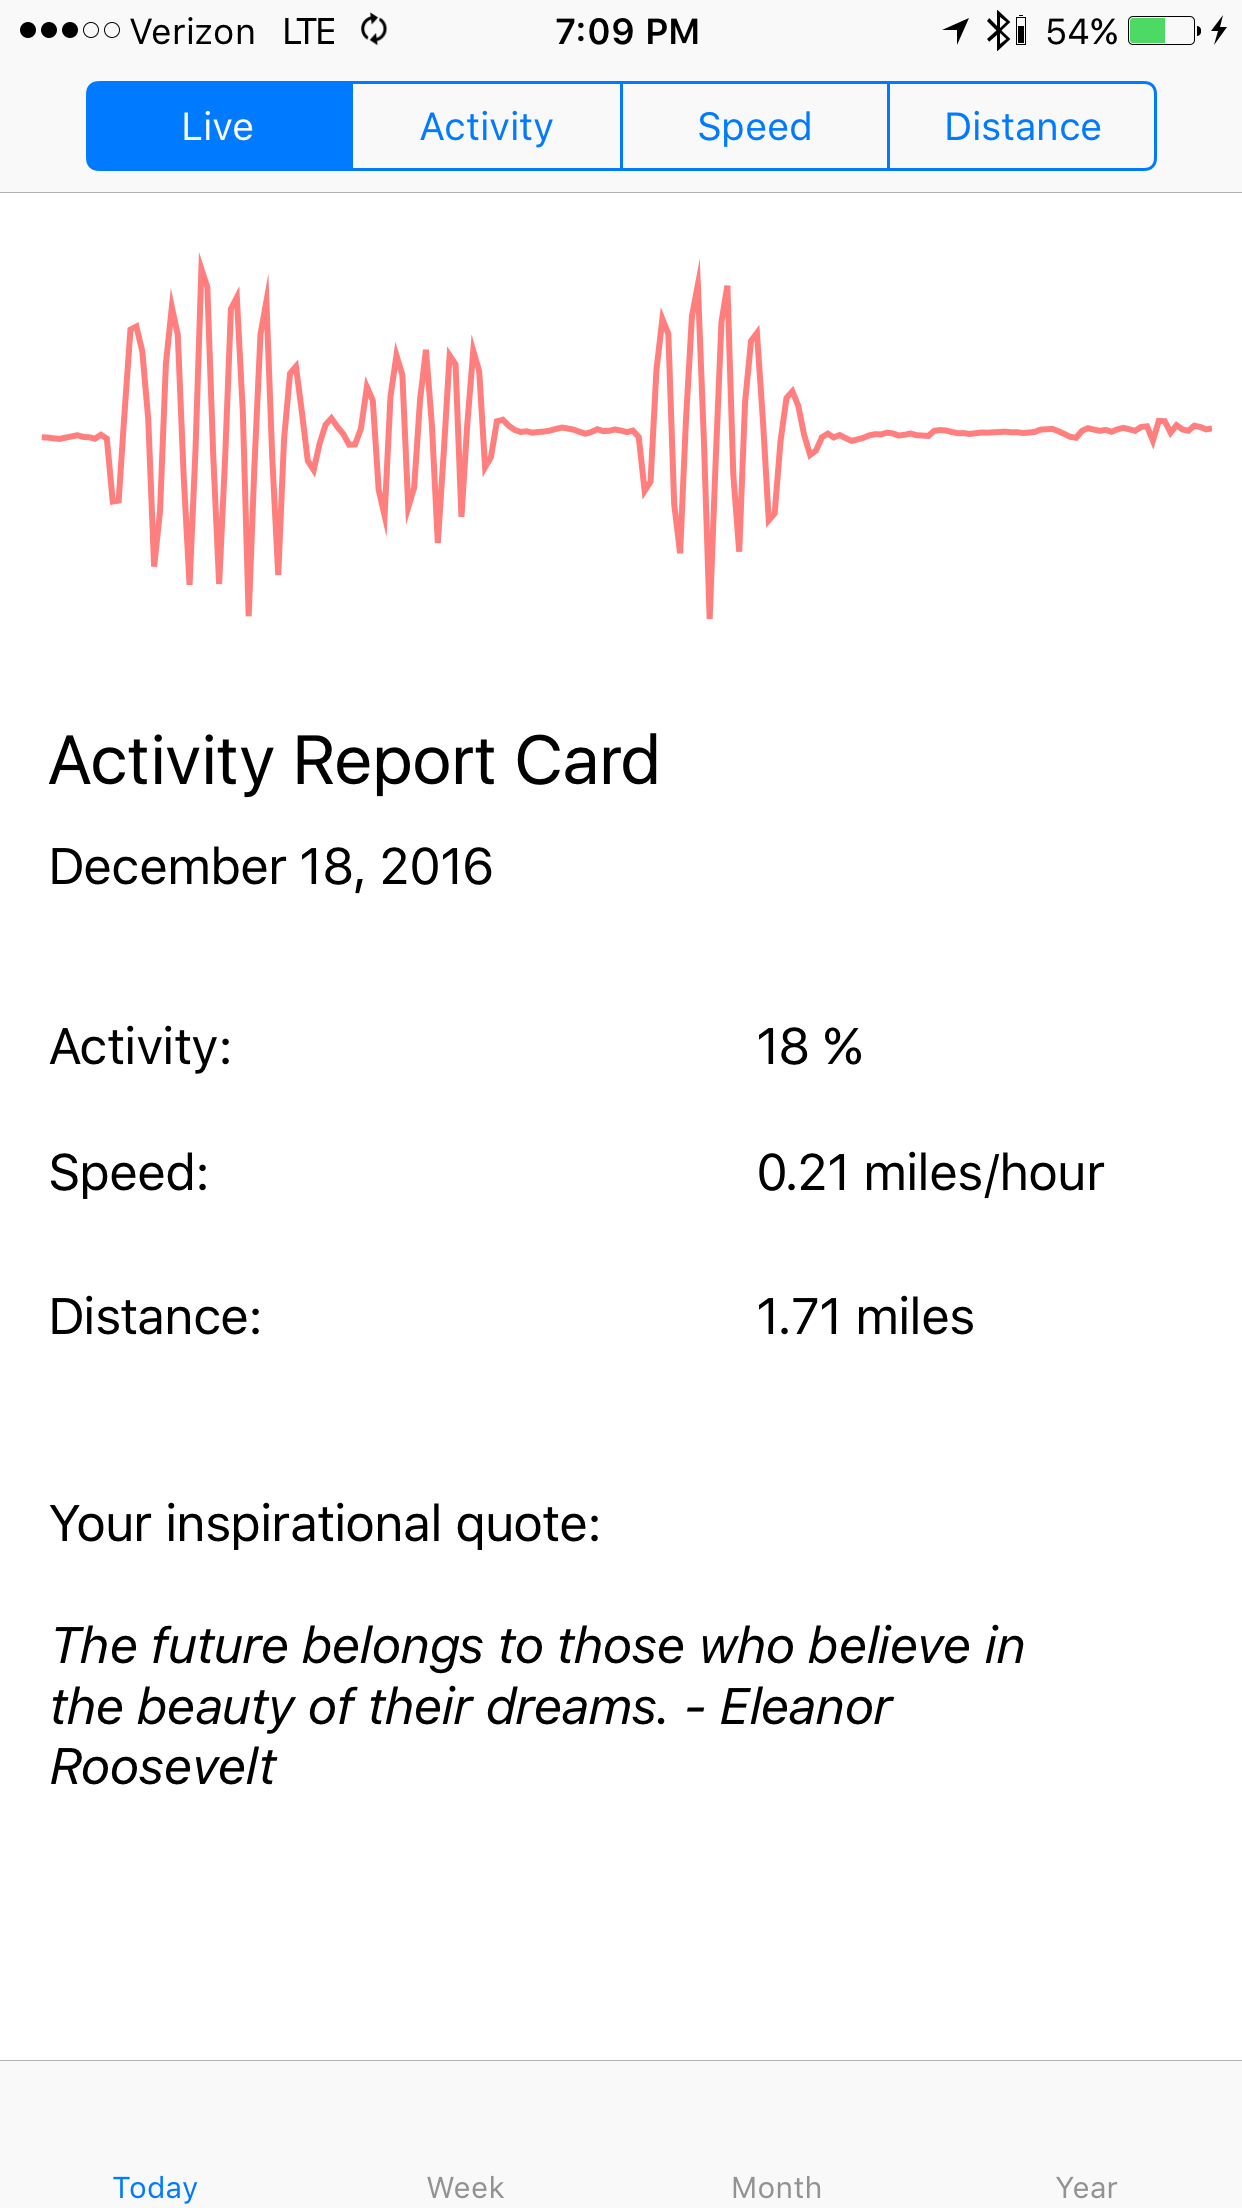 Verizon LTE 7:09 PM 54%
Live Activity Speed Distance
Activity Report Card
December 18, 2016
Activity: 18 %
Speed: 0.21 miles/hour
Distance: 1.71 miles
Your inspirational quote:
The future belongs to those who believe in
the beauty of their dreams. - Eleanor
Roosevelt
Today Week Month Year